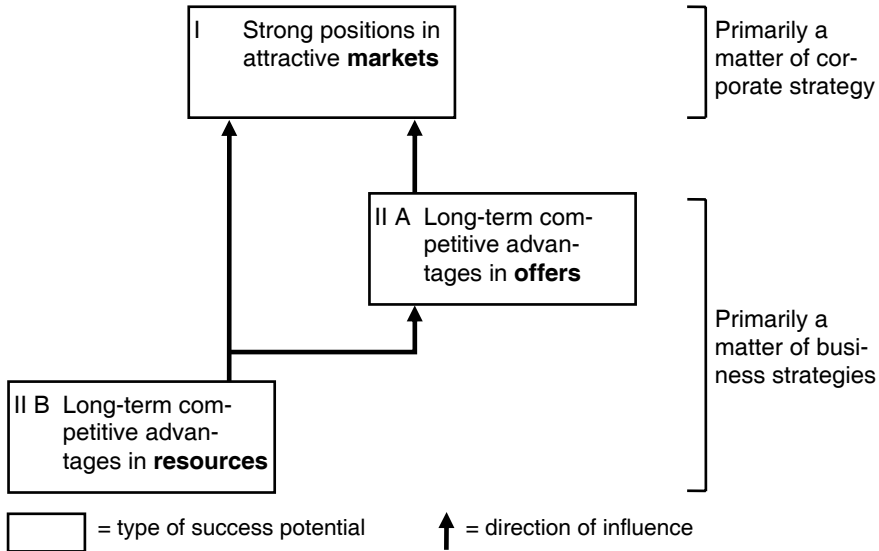 I Strong positions in
attractive markets
Primarily a
matter of cor-
porate strategy
II A Long-term com-
petitive advan-
tages in offers
Primarily a
matter of busi-
ness strategies
II B Long-term com-
petitive advan-
tages in resources
= type of success potential
= direction of influence